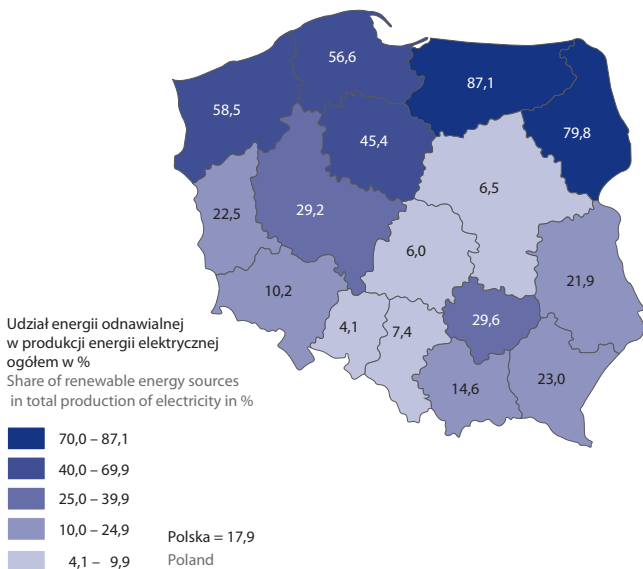 56,6
87,1
58,5
79,8
45,4
6,5
29,2
22,5
6,0
21,9
10,2
29,6
4,1
7,4
14,6
23,0
Udział energii odnawialnej
w produkcji energii elektrycznej
ogółem w %
Share of renewable energy sources
in total production of electricity in %
70,0 – 87,1
40,0 – 69,9
25,0 – 39,9
10,0 – 24,9
4,1 – 9,9
Polska = 17,9
Poland